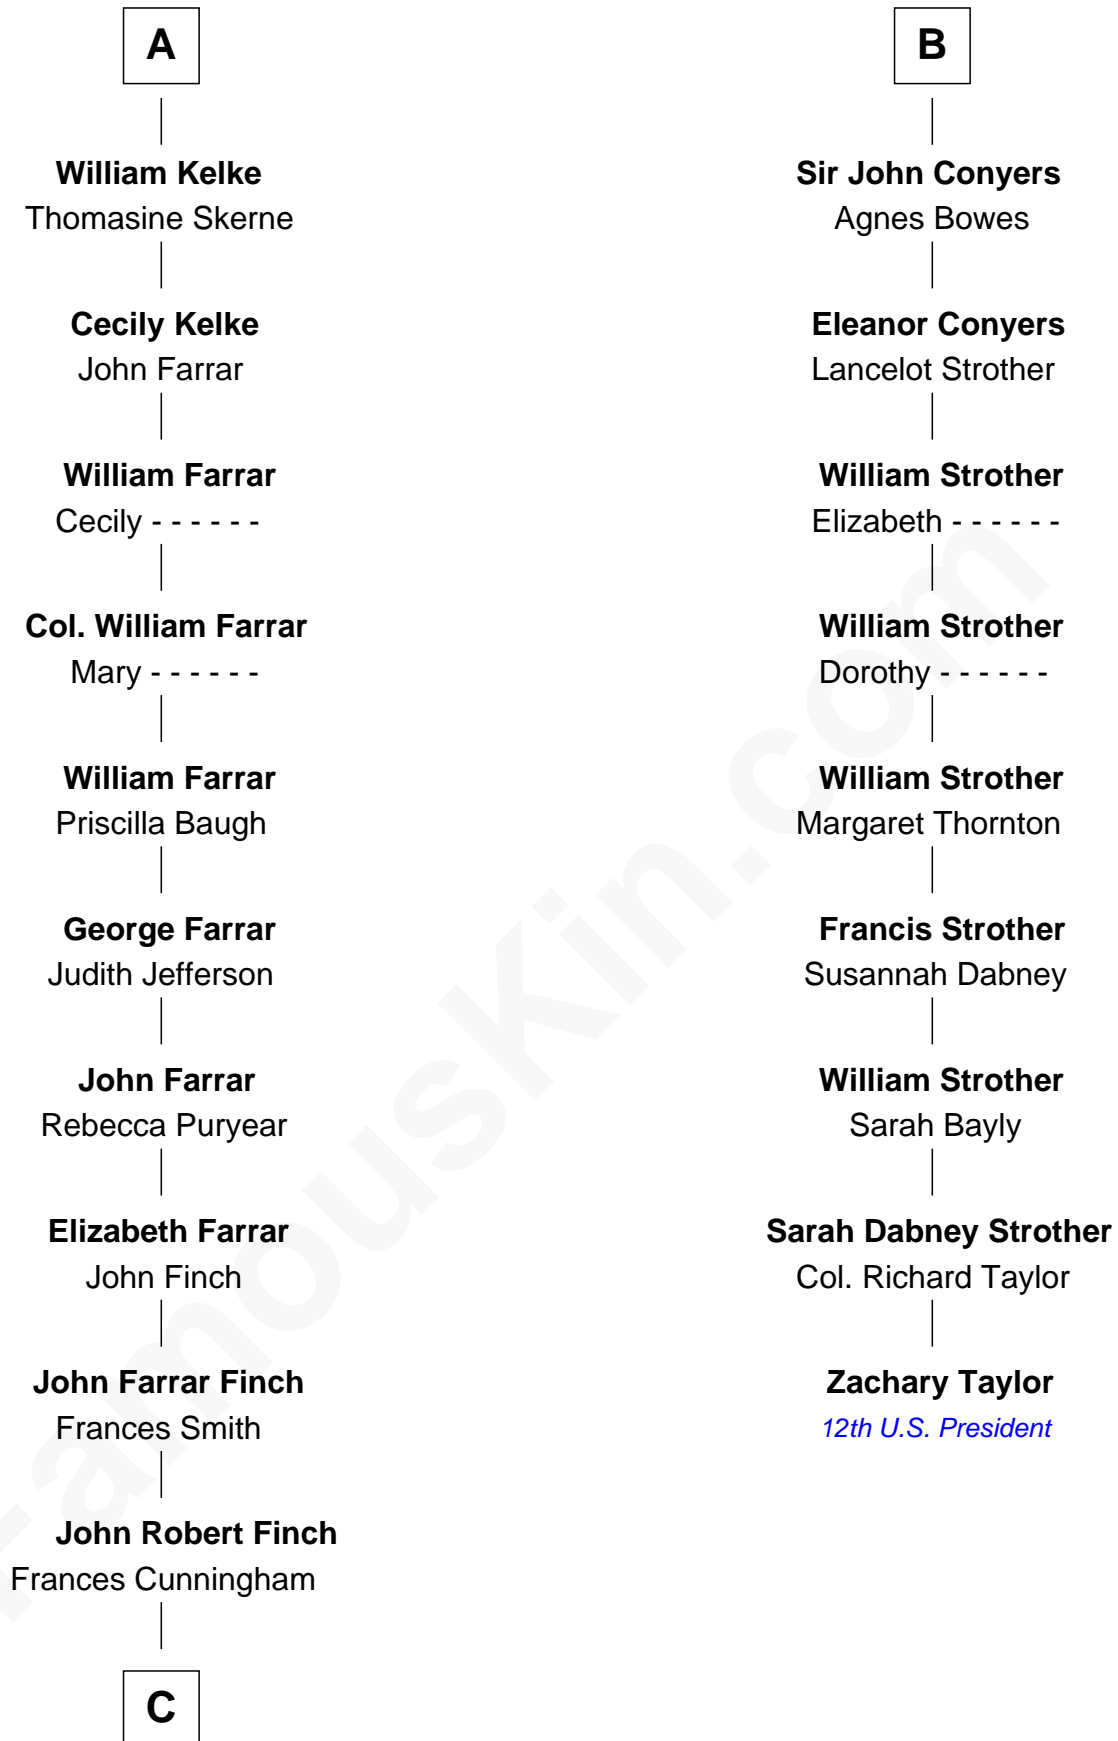 A
William Kelke
Thomasine Skerne
Cecily Kelke
John Farrar
William Farrar
Cecily - - - - - -
Col. William Farrar
Mary - - - - - -
William Farrar
Priscilla Baugh
George Farrar
Judith Jefferson
John Farrar
Rebecca Puryear
Elizabeth Farrar
John Finch
John Farrar Finch
Frances Smith
John Robert Finch
Frances Cunningham
C
B
Sir John Conyers
Agnes Bowes
Eleanor Conyers
Lancelot Strother
William Strother
Elizabeth - - - - - -
William Strother
Dorothy - - - - - -
William Strother
Margaret Thornton
Francis Strother
Susannah Dabney
William Strother
Sarah Bayly
Sarah Dabney Strother
Col. Richard Taylor
Zachary Taylor
12th U.S. President
FamousKin.com